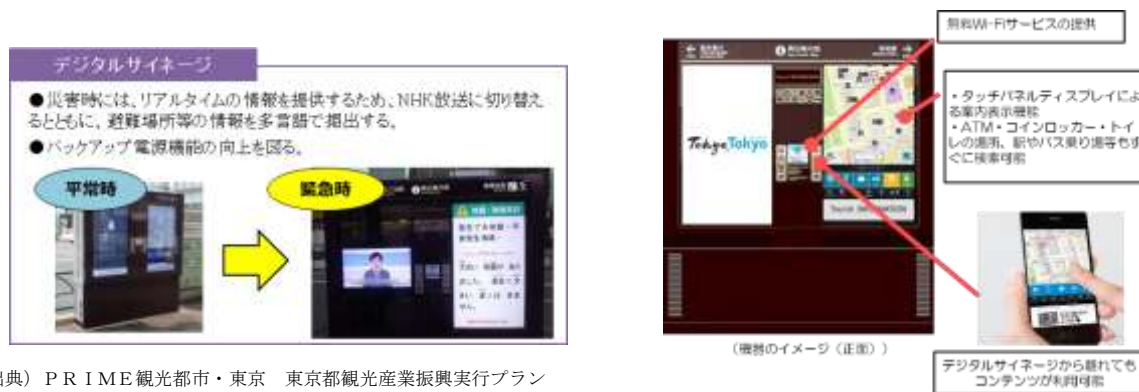 デジタルサイネージ
●災害時には、リアルタイムの情報を提供するため、NHK放送に切り替え
るとともに、避難場所等の情報を多言語で掲出する。
●バックアップ電源機能の向上を図る。
平常時
緊急時
出典）ＰＲＩＭＥ観光都市・東京　東京都観光産業振興実行プラン
無料Wi-Fiサービスの提供
・タッチパネルディスプレイによ
る案内表示機能
・ATM・コインロッカー・トイ
レの場所、駅やバス乗り場等もす
ぐに検索可能
TokyoTokyo
Tourist INFORMATION
（機器のイメージ（正面））
デジタルサイネージから離れても
コンテンツが利用可能